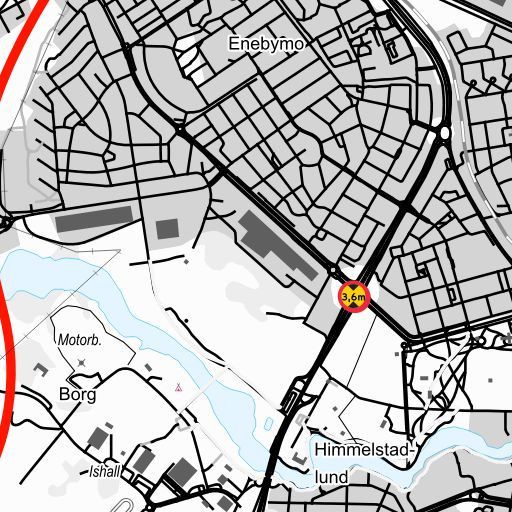 Enebymo
3,6m
Motorb.
Borg
Himmelstad-
lund
Ishall